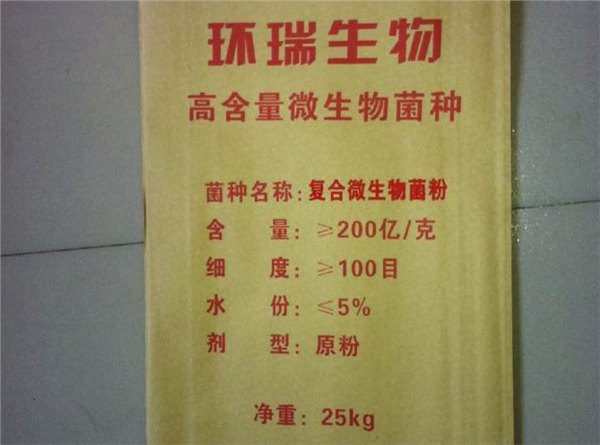 环瑞生物
高含量微生物菌种
菌种名称: 复合微生物菌粉
含 量: ≥200亿/克
细 度: ≥100目
水 份: ≤5%
剂 型: 原粉
净重: 25kg